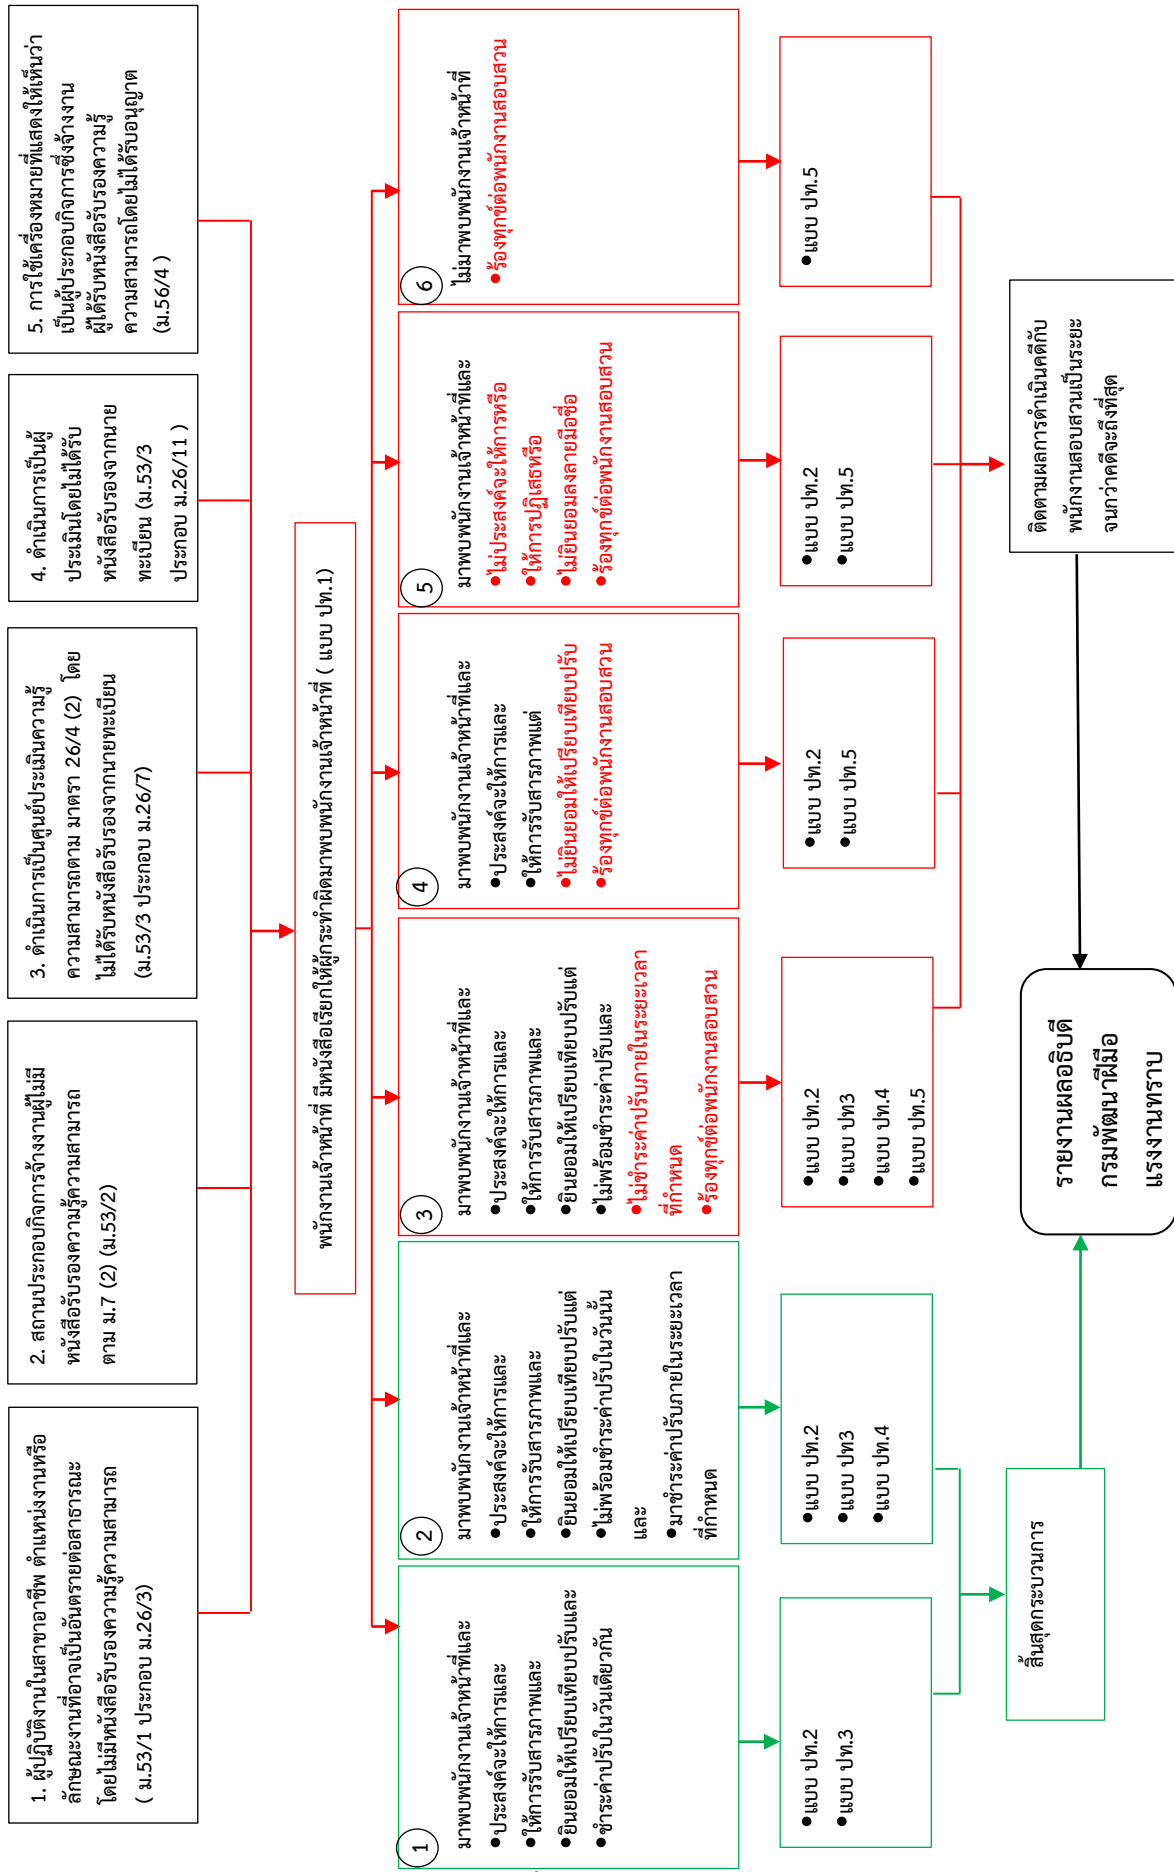 1. ผู้ปฏิบัติงานในสาขาอาชีพ ตำแหน่งงานหรือ
ลักษณะงานที่อาจเป็นอันตรายต่อสาธารณะ
โดยไม่มีหนังสือรับรองความรู้ความสามารถ
( ม.53/1 ประกอบ ม.26/3)
2. สถานประกอบกิจการจ้างงานผู้ไม่มี
หนังสือรับรองความรู้ความสามารถ
ตาม ม.7 (2) (ม.53/2)
3. ดำเนินการเป็นศูนย์ประเมินความรู้
ความสามารถตาม มาตรา 26/4 (2) โดย
ไม่ได้รับหนังสือรับรองจากนายทะเบียน
(ม.53/3 ประกอบ ม.26/7)
4. ดำเนินการเป็นผู้
ประเมินโดยไม่ได้รับ
หนังสือรับรองจากนาย
ทะเบียน (ม.53/3
ประกอบ ม.26/11 )
5. การใช้เครื่องหมายที่แสดงให้เห็นว่า
เป็นผู้ประกอบกิจการซึ่งจ้างงาน
ผู้ได้รับหนังสือรับรองความรู้
ความสามารถโดยไม่ได้รับอนุญาต
(ม.56/4 )
พนักงานเจ้าหน้าที่ มีหนังสือเรียกให้ผู้กระทำผิดมาพบพนักงานเจ้าหน้าที่ ( แบบ ปท.1)
1
มาพบพนักงานเจ้าหน้าที่และ
●ประสงค์จะให้การและ
●ให้การรับสารภาพและ
●ยินยอมให้เปรียบเทียบปรับและ
●ชำระค่าปรับในวันเดียวกัน
2
มาพบพนักงานเจ้าหน้าที่และ
●ประสงค์จะให้การและ
●ให้การรับสารภาพและ
●ยินยอมให้เปรียบเทียบปรับแต่
●ไม่พร้อมชำระค่าปรับในวันนั้น
และ
●มาชำระค่าปรับภายในระยะเวลา
ที่กำหนด
3
มาพบพนักงานเจ้าหน้าที่และ
●ประสงค์จะให้การและ
●ให้การรับสารภาพและ
●ยินยอมให้เปรียบเทียบปรับแต่
●ไม่พร้อมชำระค่าปรับและ
●ไม่ชำระค่าปรับภายในระยะเวลา
ที่กำหนด
●ร้องทุกข์ต่อพนักงานสอบสวน
4
มาพบพนักงานเจ้าหน้าที่และ
●ประสงค์จะให้การและ
●ให้การรับสารภาพแต่
●ไม่ยินยอมให้เปรียบเทียบปรับ
●ร้องทุกข์ต่อพนักงานสอบสวน
5
มาพบพนักงานเจ้าหน้าที่และ
●ไม่ประสงค์จะให้การหรือ
●ให้การปฏิเสธหรือ
●ไม่ยินยอมลงลายมือชื่อ
●ร้องทุกข์ต่อพนักงานสอบสวน
6
ไม่มาพบพนักงานเจ้าหน้าที่
●ร้องทุกข์ต่อพนักงานสอบสวน
●แบบ ปท.2
●แบบ ปท.3
●แบบ ปท.2
●แบบ ปท3
●แบบ ปท.4
●แบบ ปท.2
●แบบ ปท3
●แบบ ปท.4
●แบบ ปท.5
●แบบ ปท.2
●แบบ ปท.5
●แบบ ปท.2
●แบบ ปท.5
●แบบ ปท.5
สิ้นสุดกระบวนการ
รายงานผลอธิบดี
กรมพัฒนาฝีมือ
แรงงานทราบ
ติดตามผลการดำเนินคดีกับ
พนักงานสอบสวนเป็นระยะ
จนกว่าคดีจะถึงที่สุด